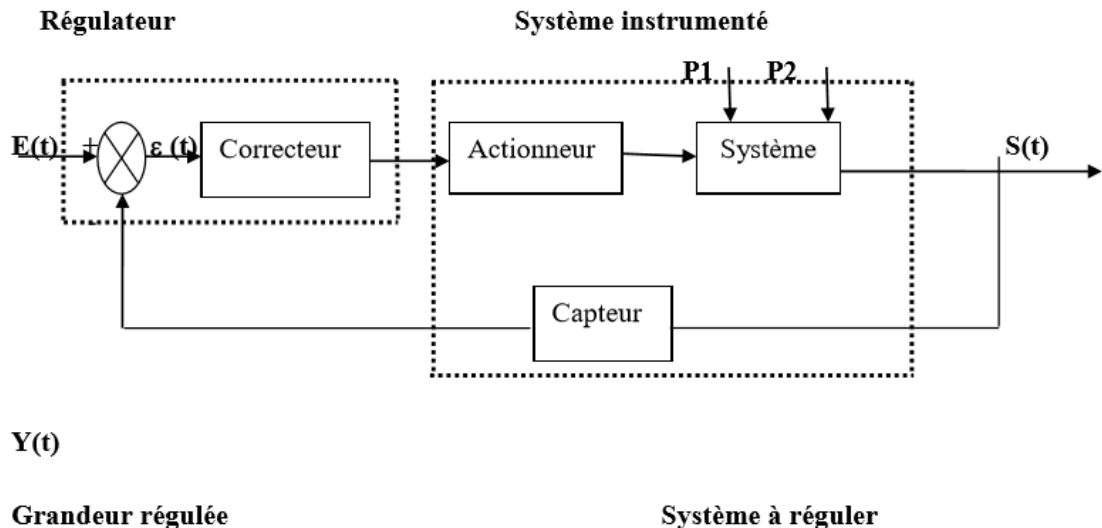 Régulateur Système instrumenté
P1 P2
E(t) + ε (t) Correcteur Actionneur Système S(t)
-
Capteur
Y(t)
Grandeur régulée Système à réguler